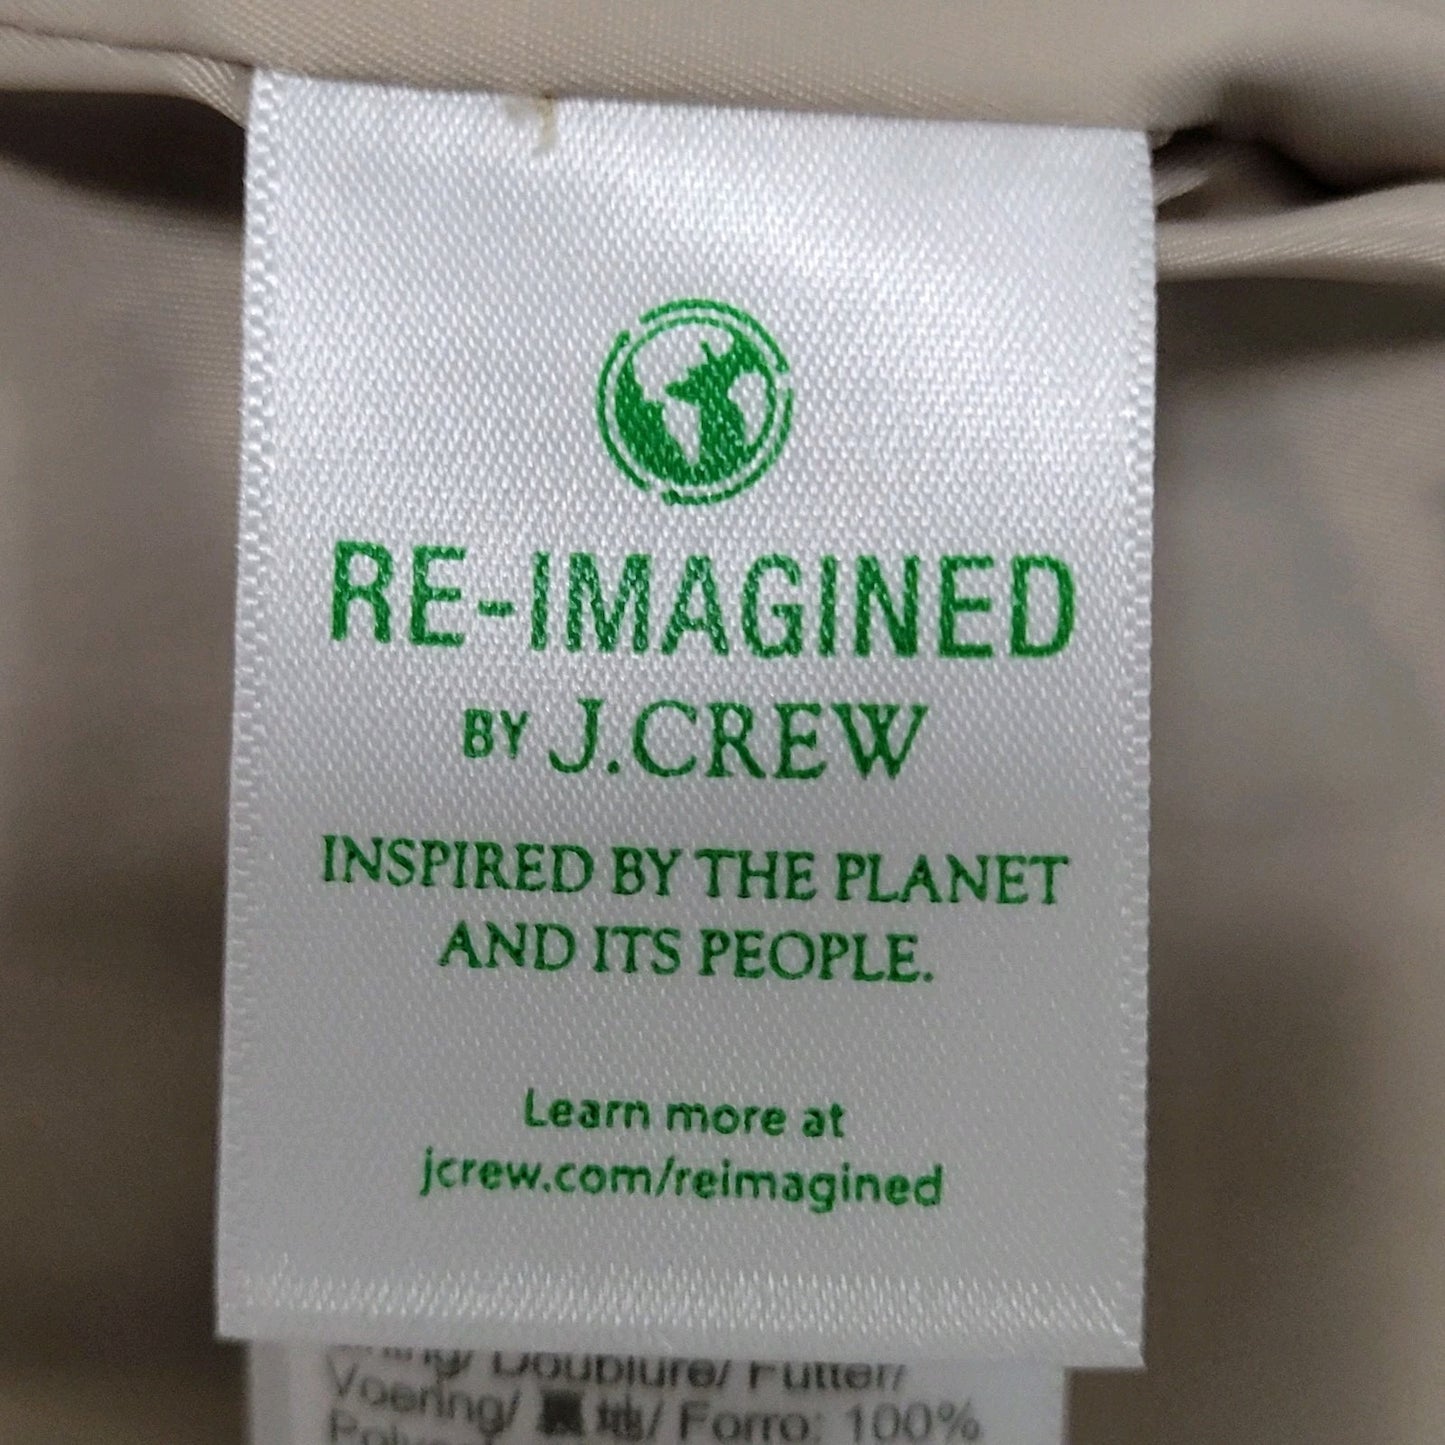 RE-IMAGINED
BY J.CREW
INSPIRED BY THE PLANET
AND ITS PEOPLE.
Learn more at
jcrew.com/reimagined
Doublure/ Futter/
Voering/ 裏地/ Forro: 100%